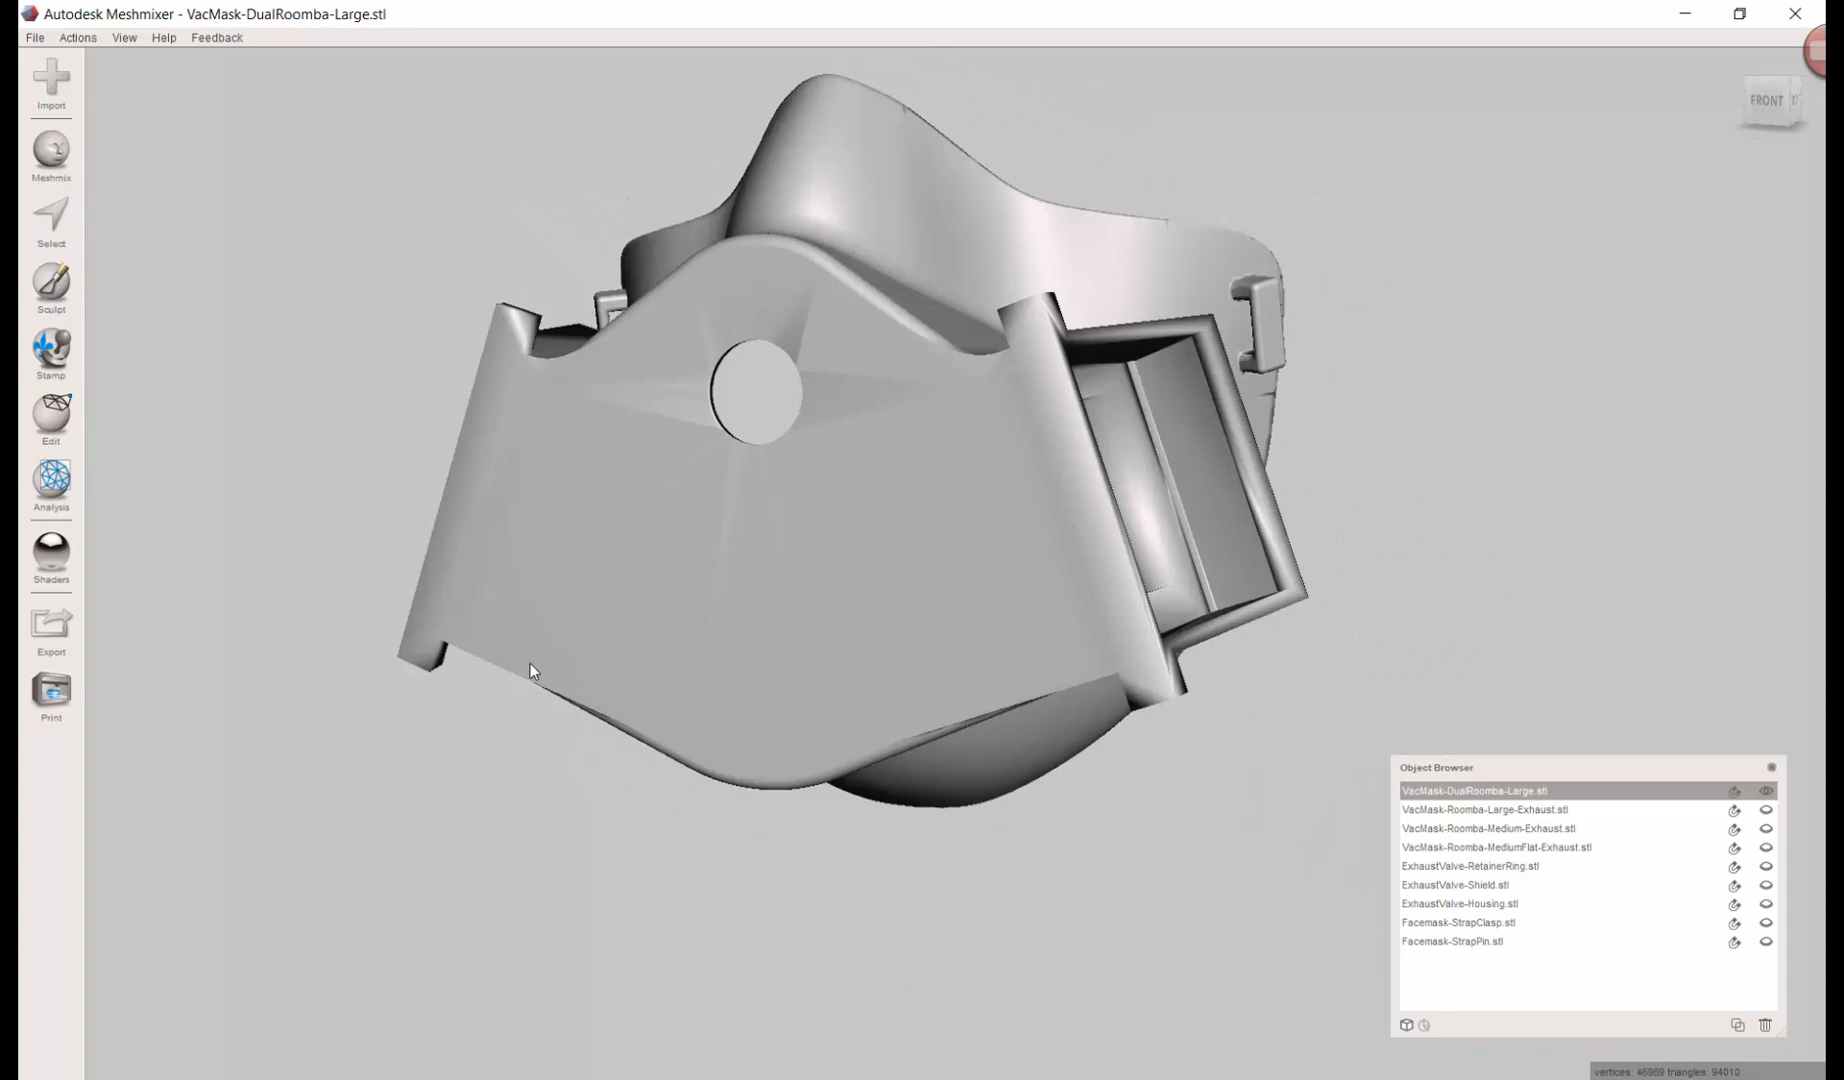 Autodesk Meshmixer - VacMask-DualRoomba-Large.stl
File Actions View Help Feedback
Import
Meshmix
Select
Sculpt
Stamp
Edit
Analysis
Shaders
Export
Print
FRONT
Object Browser
VacMask-DualRoomba-Large.stl
VacMask-Roomba-Large-Exhaust.stl
VacMask-Roomba-Medium-Exhaust.stl
VacMask-Roomba-MediumFlat-Exhaust.stl
ExhaustValve-RetainerRing.stl
ExhaustValve-Shield.stl
ExhaustValve-Housing.stl
Facemask-StrapClasp.stl
Facemask-StrapPin.stl
vertices: 46989 triangles: 94010